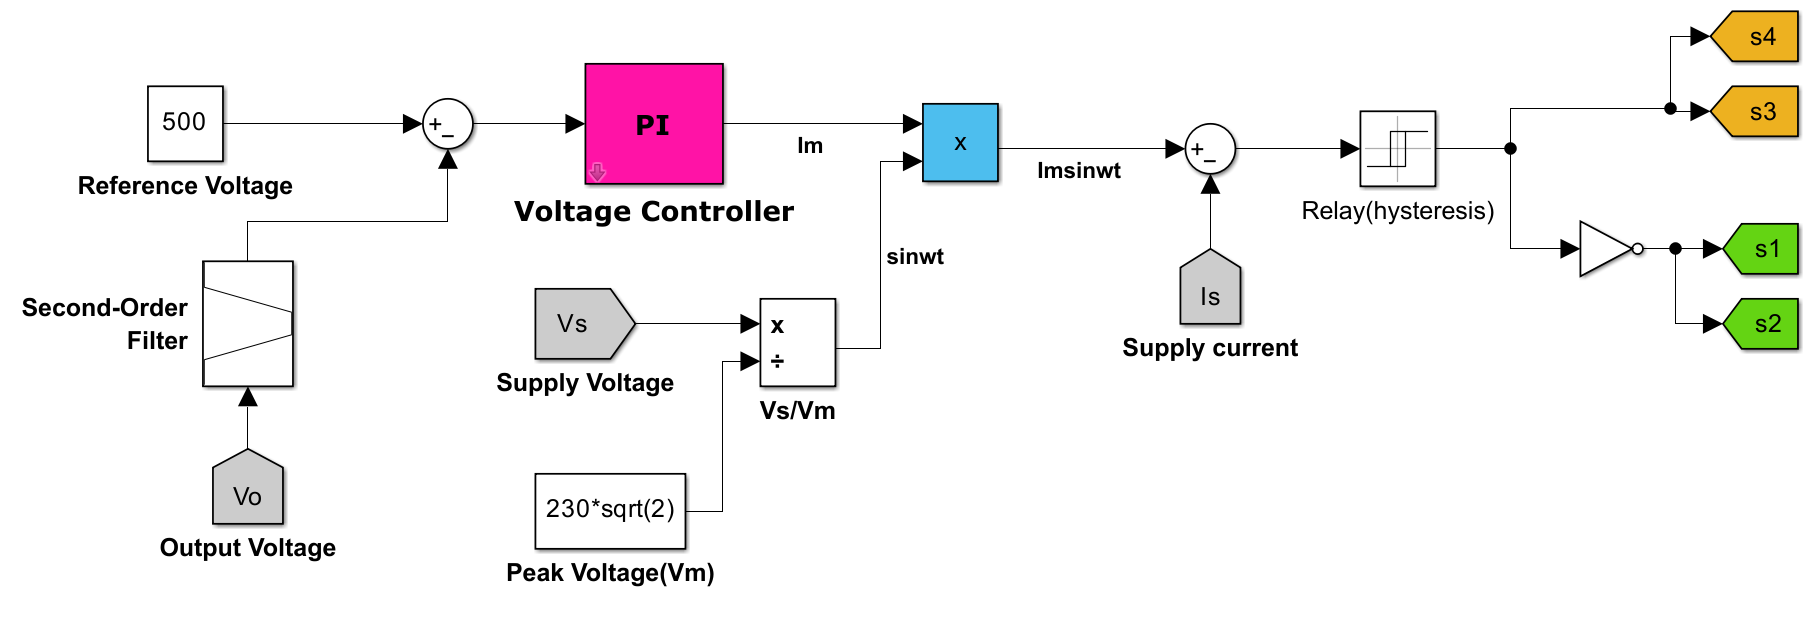 500
Reference Voltage
+
−
PI
Voltage Controller
Im
x
Imsinwt
+
−
Relay(hysteresis)
s4
s3
s1
s2
Second-Order
Filter
Vo
Output Voltage
Vs
Supply Voltage
x
÷
Vs/Vm
sinwt
230*sqrt(2)
Peak Voltage(Vm)
Is
Supply current